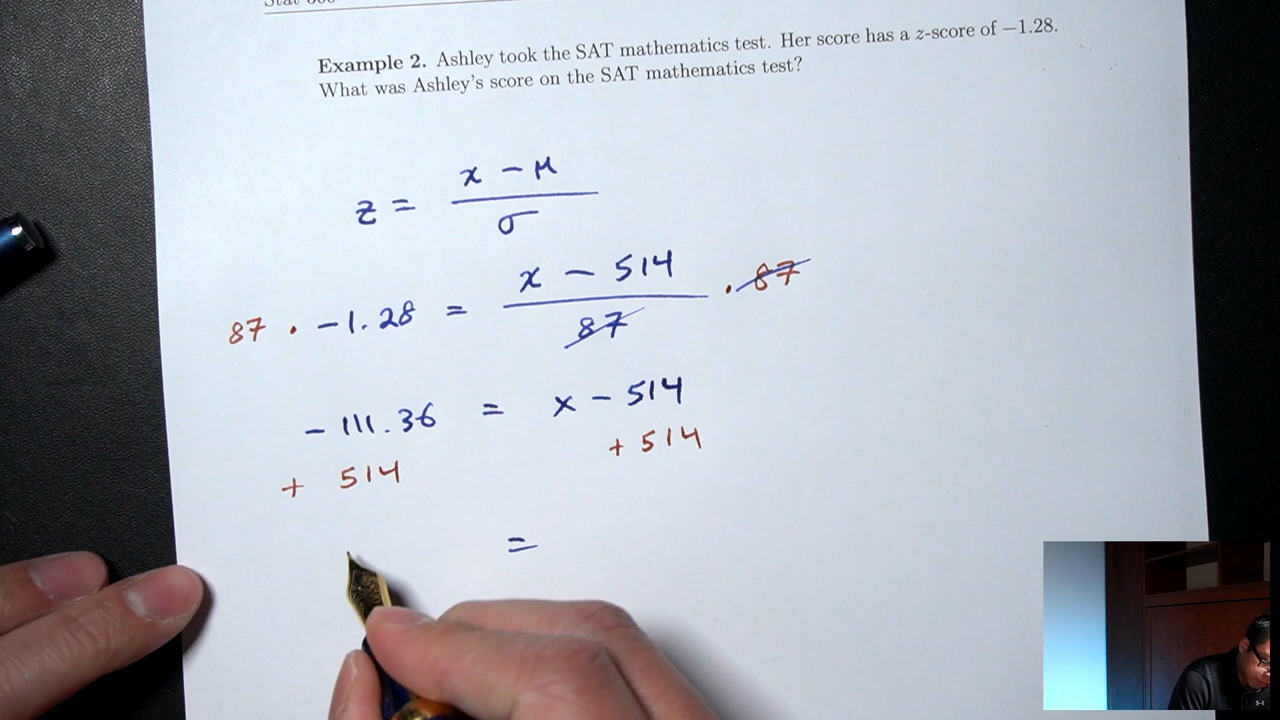 Example 2. Ashley took the SAT mathematics test. Her score has a z-score of −1.28.
What was Ashley's score on the SAT mathematics test?
z = (x − μ) / σ
87 · −1.28 = (x − 514) / 87 · 87
−111.36 = x − 514
+ 514 + 514
=